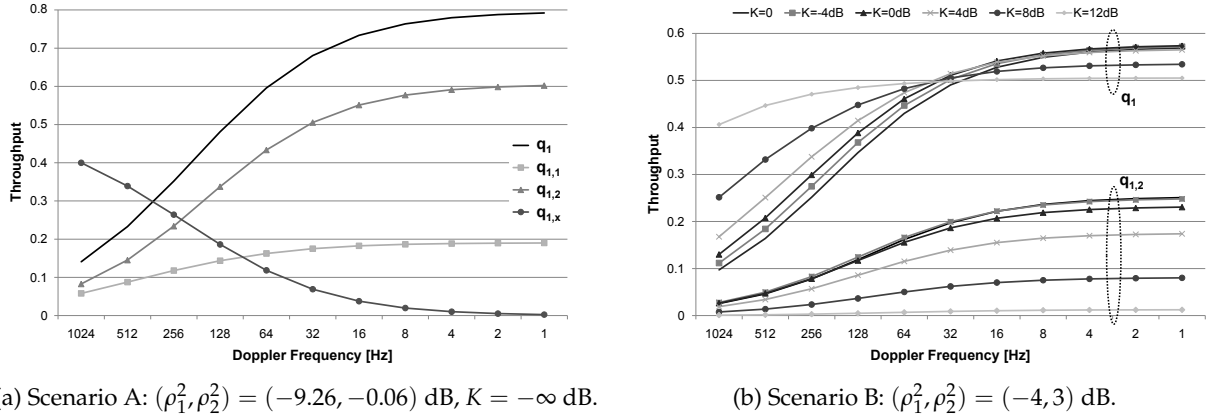 0.8
0.7
0.6
0.5
0.4
0.3
0.2
0.1
0
Throughput
1024 512 256 128 64 32 16 8 4 2 1
Doppler Frequency [Hz]
q1
q1,1
q1,2
q1,x
(a) Scenario A: (ρ₁², ρ₂²) = (−9.26, −0.06) dB, K = −∞ dB.
K=0 K=-4dB K=0dB K=4dB K=8dB K=12dB
0.6
0.5
0.4
0.3
0.2
0.1
0
Throughput
q1
q1,2
1024 512 256 128 64 32 16 8 4 2 1
Doppler Frequency [Hz]
(b) Scenario B: (ρ₁², ρ₂²) = (−4, 3) dB.